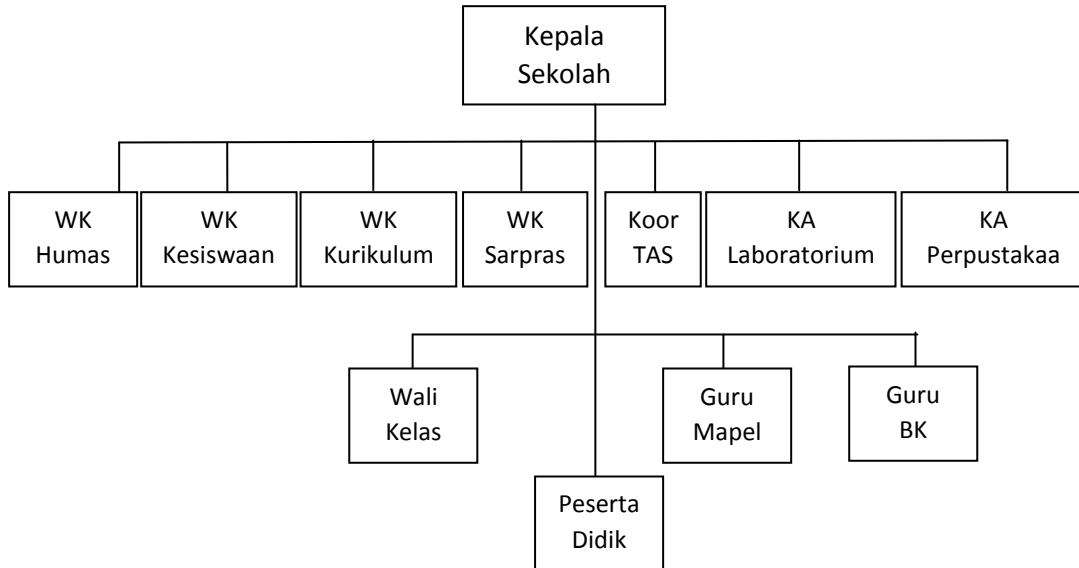 Kepala
Sekolah
WK
Humas
WK
Kesiswaan
WK
Kurikulum
WK
Sarpras
Koor
TAS
KA
Laboratorium
KA
Perpustakaa
Wali
Kelas
Guru
Mapel
Guru
BK
Peserta
Didik